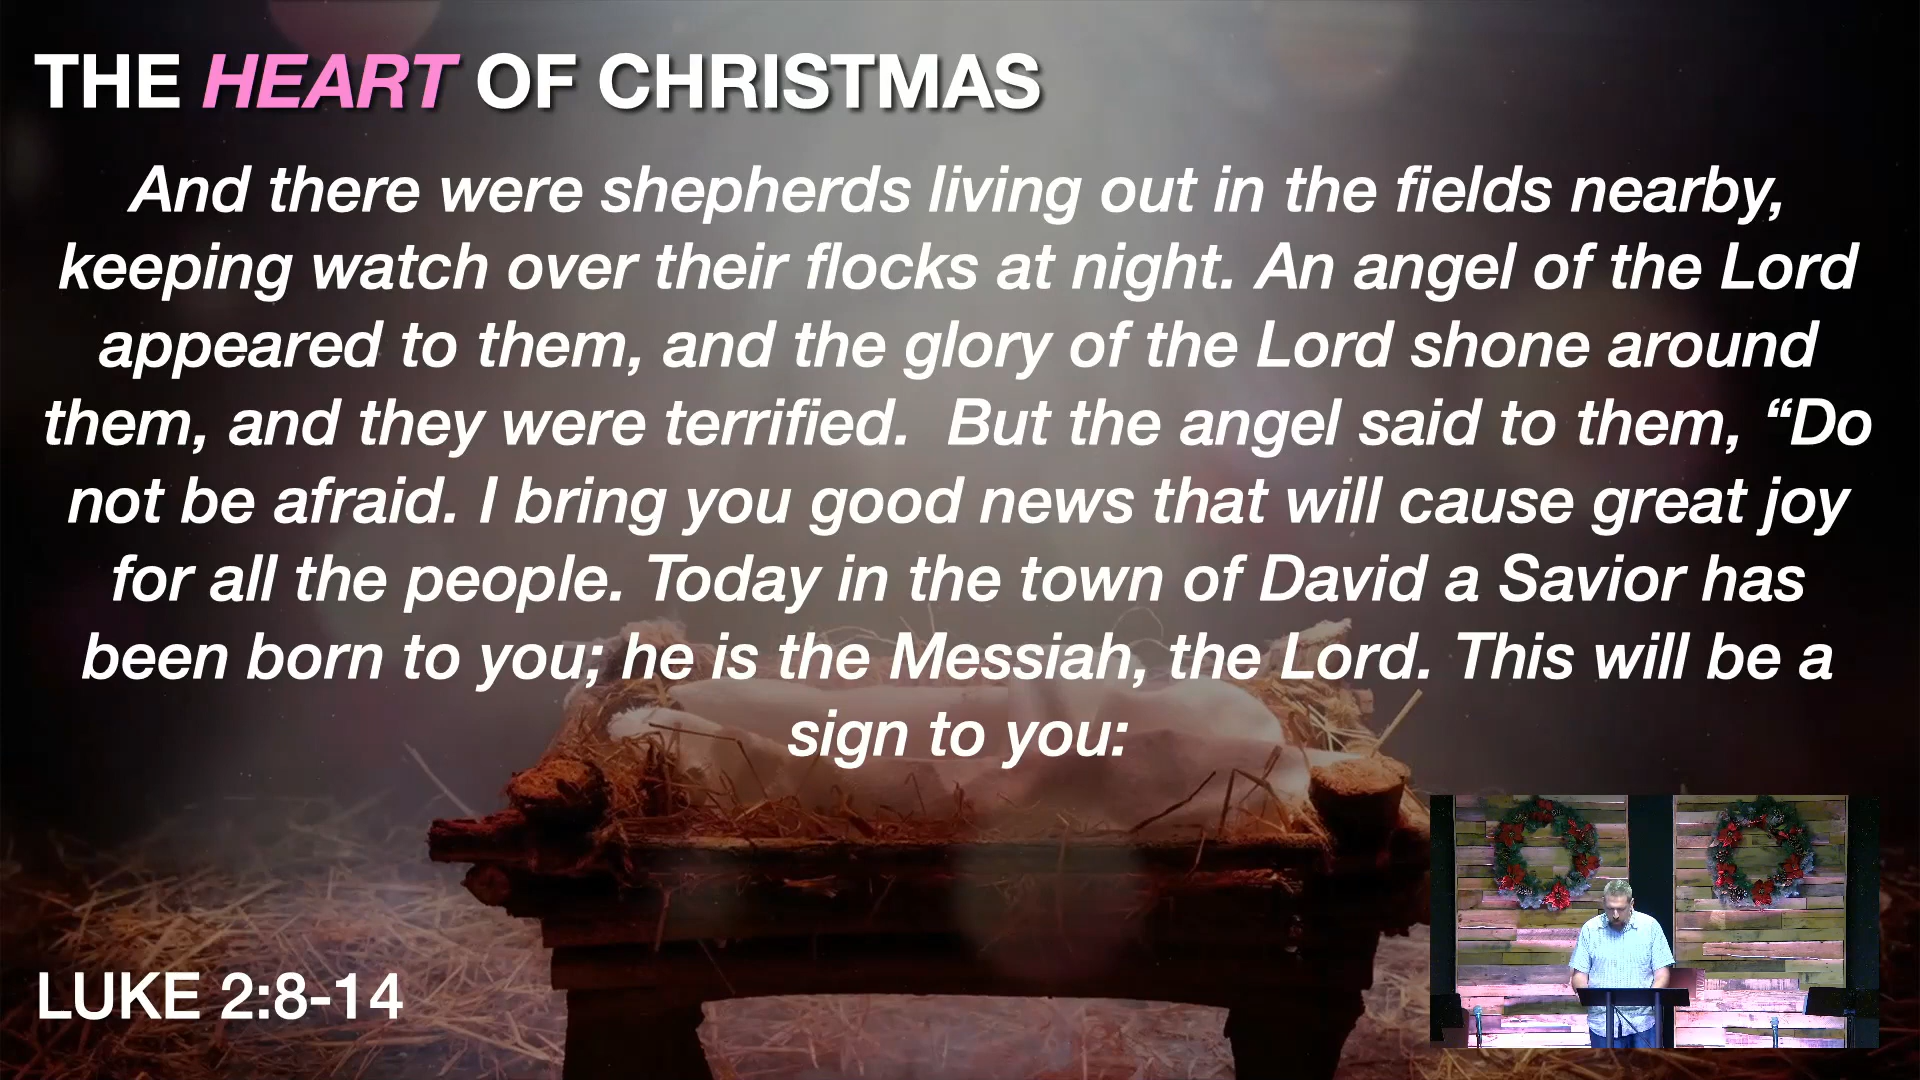 THE HEART OF CHRISTMAS
And there were shepherds living out in the fields nearby,
keeping watch over their flocks at night. An angel of the Lord
appeared to them, and the glory of the Lord shone around
them, and they were terrified.  But the angel said to them, “Do
not be afraid. I bring you good news that will cause great joy
for all the people. Today in the town of David a Savior has
been born to you; he is the Messiah, the Lord. This will be a
sign to you:
LUKE 2:8-14